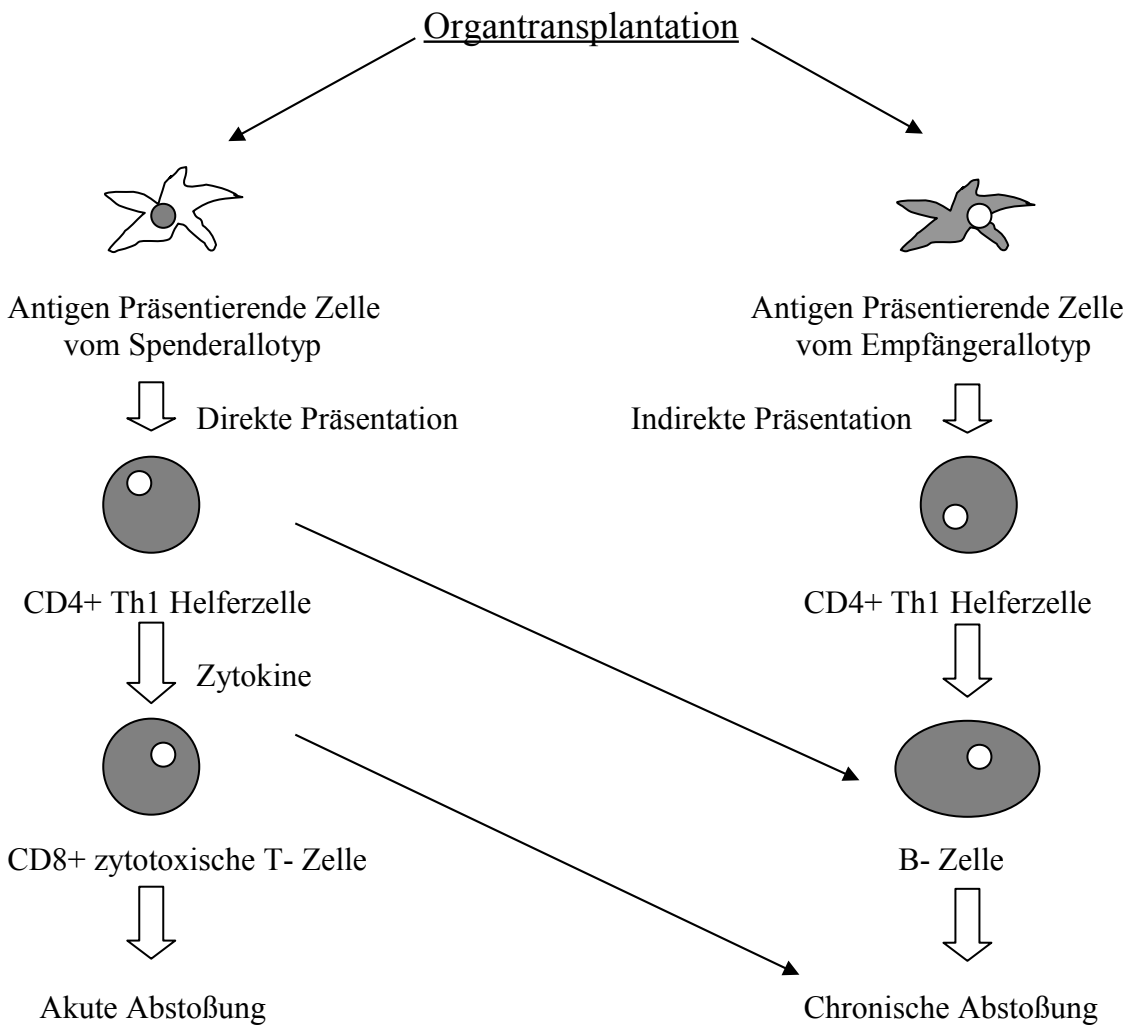 Organtransplantation
Antigen Präsentierende Zelle
vom Spenderallotyp
Antigen Präsentierende Zelle
vom Empfängerallotyp
Direkte Präsentation
Indirekte Präsentation
CD4+ Th1 Helferzelle
CD4+ Th1 Helferzelle
Zytokine
CD8+ zytotoxische T- Zelle
B- Zelle
Akute Abstoßung
Chronische Abstoßung